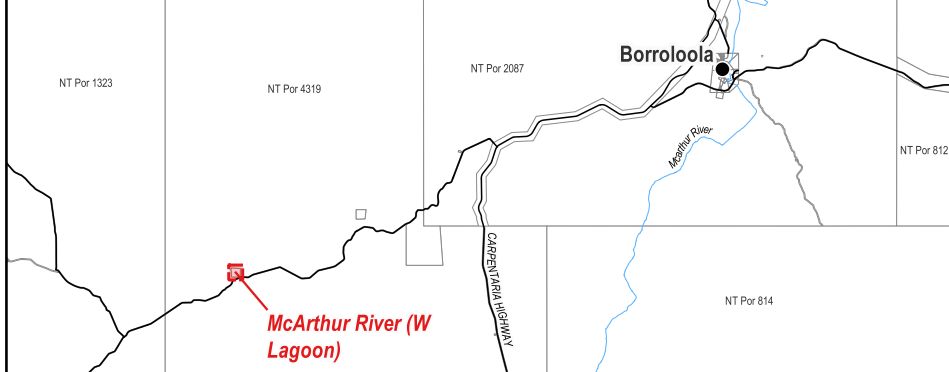 Borroloola
NT Por 1323
NT Por 4319
NT Por 2087
Mcarthur River
NT Por 812
CARPENTARIA HIGHWAY
NT Por 814
McArthur River (W
Lagoon)